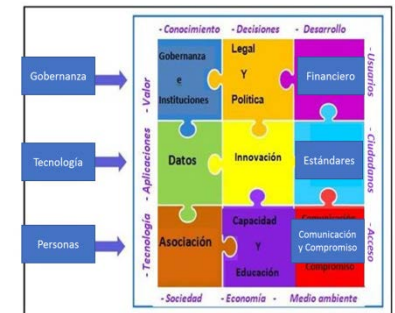 - Conocimiento - Decisiones - Desarrollo
Gobernanza
Gobernanza
e
Instituciones
Legal
Y
Política
Financiero
- Valor
- Usuarios
Tecnología
Datos
Innovación
Estándares
- Aplicaciones
- Ciudadanos
Personas
Asociación
Capacidad
Y
Educación
Comunicación
y Compromiso
Compromiso
- Tecnología
- Acceso
- Sociedad - Economía - Medio ambiente